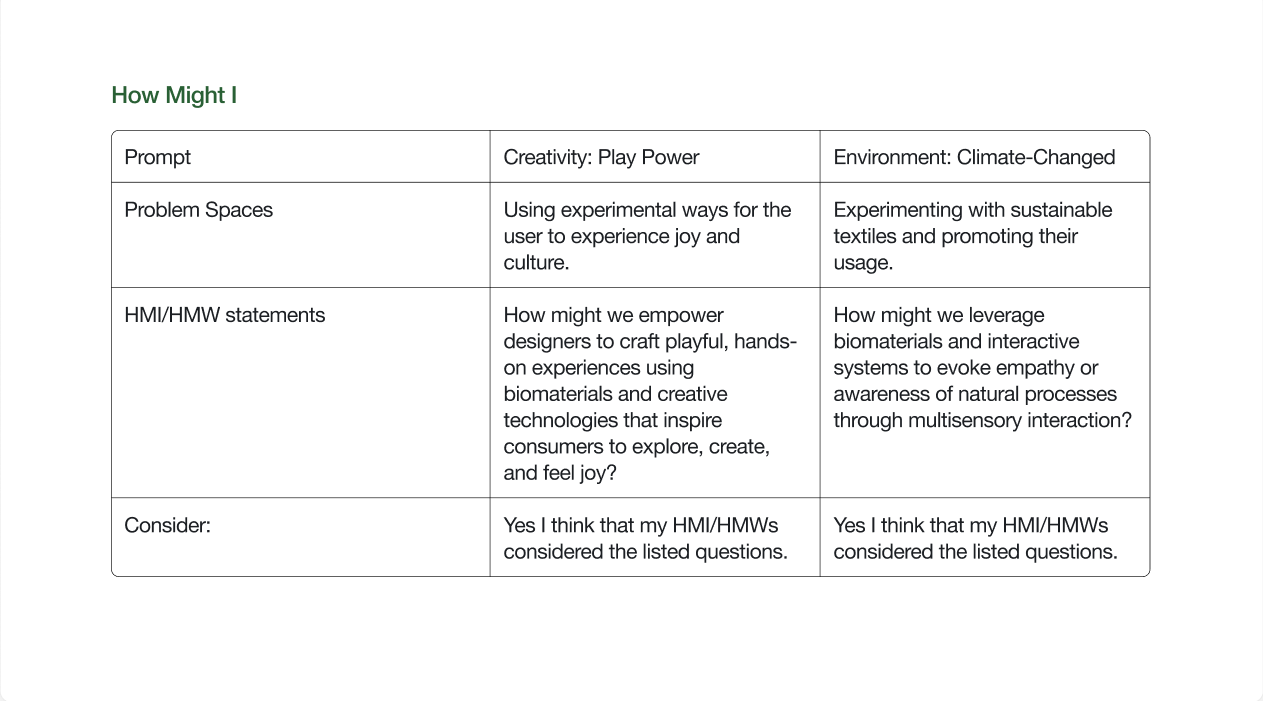 How Might I
Prompt
Creativity: Play Power
Environment: Climate-Changed
Problem Spaces
Using experimental ways for the
user to experience joy and
culture.
Experimenting with sustainable
textiles and promoting their
usage.
HMI/HMW statements
How might we empower
designers to craft playful, hands-
on experiences using
biomaterials and creative
technologies that inspire
consumers to explore, create,
and feel joy?
How might we leverage
biomaterials and interactive
systems to evoke empathy or
awareness of natural processes
through multisensory interaction?
Consider:
Yes I think that my HMI/HMWs
considered the listed questions.
Yes I think that my HMI/HMWs
considered the listed questions.